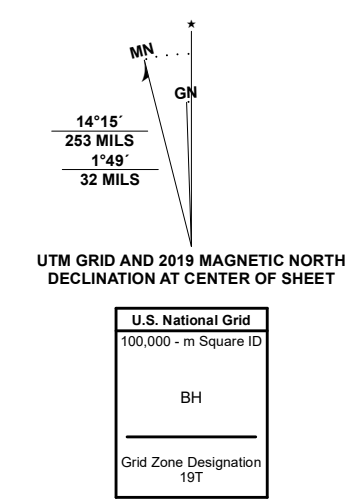 ★
MN
GN
14°15´
253 MILS
1°49´
32 MILS
UTM GRID AND 2019 MAGNETIC NORTH
DECLINATION AT CENTER OF SHEET
U.S. National Grid
100,000 - m Square ID
BH
Grid Zone Designation
19T